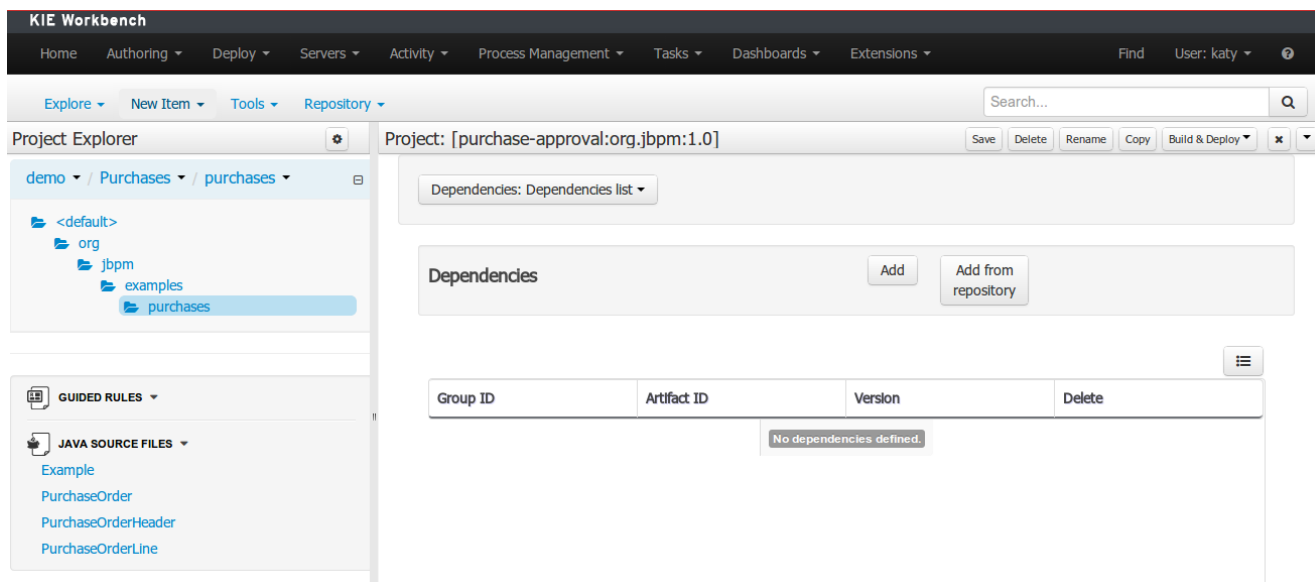 KIE Workbench
Home Authoring Deploy Servers Activity Process Management Tasks Dashboards Extensions Find User: katy
Explore New Item Tools Repository Search...
Project Explorer
Project: [purchase-approval:org.jbpm:1.0] Save Delete Rename Copy Build & Deploy
demo / Purchases / purchases
<default>
org
jbpm
examples
purchases
GUIDED RULES
JAVA SOURCE FILES
Example
PurchaseOrder
PurchaseOrderHeader
PurchaseOrderLine
Dependencies: Dependencies list
Dependencies Add Add from
repository
Group ID Artifact ID Version Delete
No dependencies defined.